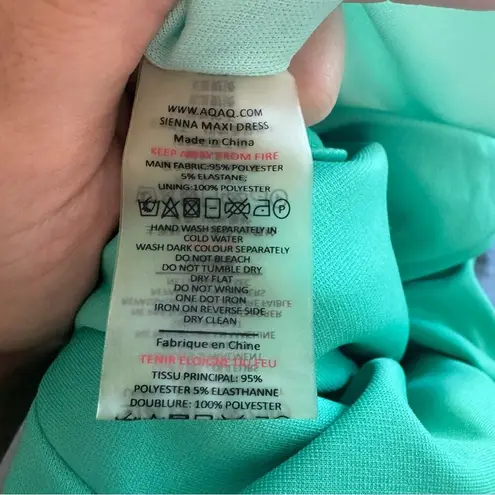 WWW.AQAQ.COM
SIENNA MAXI DRESS
Made in China
KEEP AWAY FROM FIRE
MAIN FABRIC:95% POLYESTER
5% ELASTANE;
LINING:100% POLYESTER
P
HAND WASH SEPARATELY IN
COLD WATER
WASH DARK COLOUR SEPARATELY
DO NOT BLEACH
DO NOT TUMBLE DRY
DRY FLAT
DO NOT WRING
ONE DOT IRON
IRON ON REVERSE SIDE
DRY CLEAN
Fabrique en Chine
TENIR ELOIGNE DU FEU
TISSU PRINCIPAL: 95%
POLYESTER 5% ELASTHANNE
DOUBLURE: 100% POLYESTER